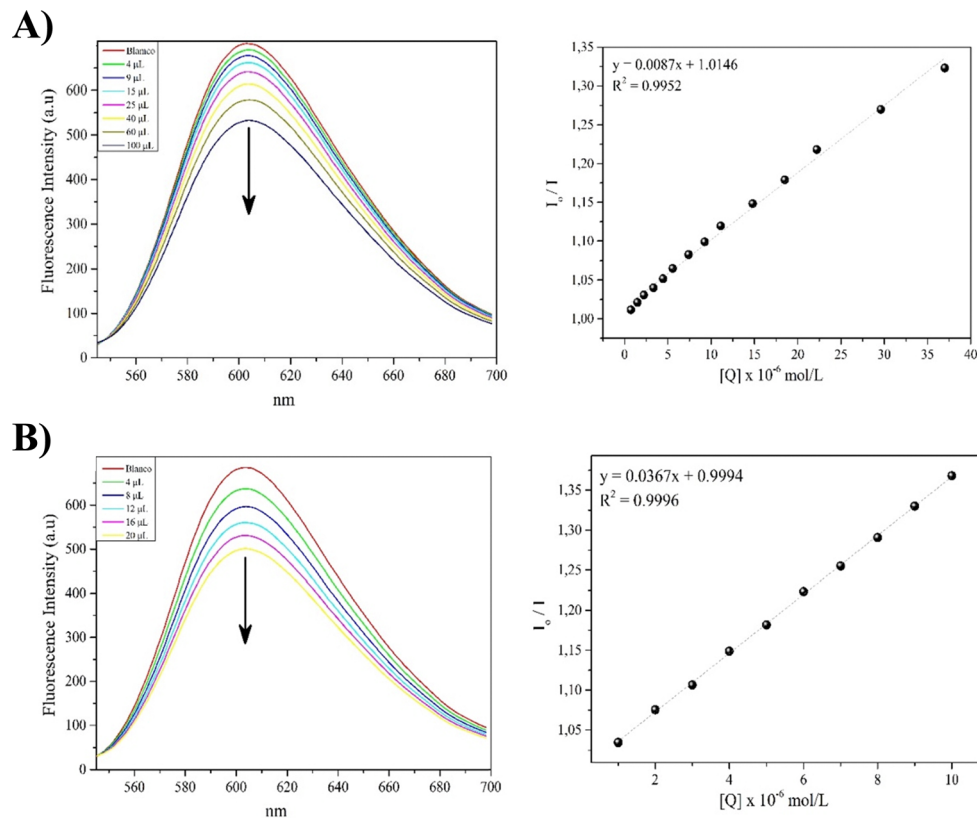 A)
Blanco
4 µL
9 µL
15 µL
25 µL
40 µL
60 µL
100 µL
600
500
400
300
200
100
0
Fluorescence Intensity (a.u)
560 580 600 620 640 660 680 700
nm
y = 0.0087x + 1.0146
R² = 0.9952
1,35
1,30
1,25
1,20
1,15
1,10
1,05
1,00
I₀ / I
0 5 10 15 20 25 30 35 40
[Q] x 10⁻⁶ mol/L
B)
Blanco
4 µL
8 µL
12 µL
16 µL
20 µL
600
500
400
300
200
100
0
Fluorescence Intensity (a.u)
560 580 600 620 640 660 680 700
nm
y = 0.0367x + 0.9994
R² = 0.9996
1,35
1,30
1,25
1,20
1,15
1,10
1,05
I₀ / I
2 4 6 8 10
[Q] x 10⁻⁶ mol/L